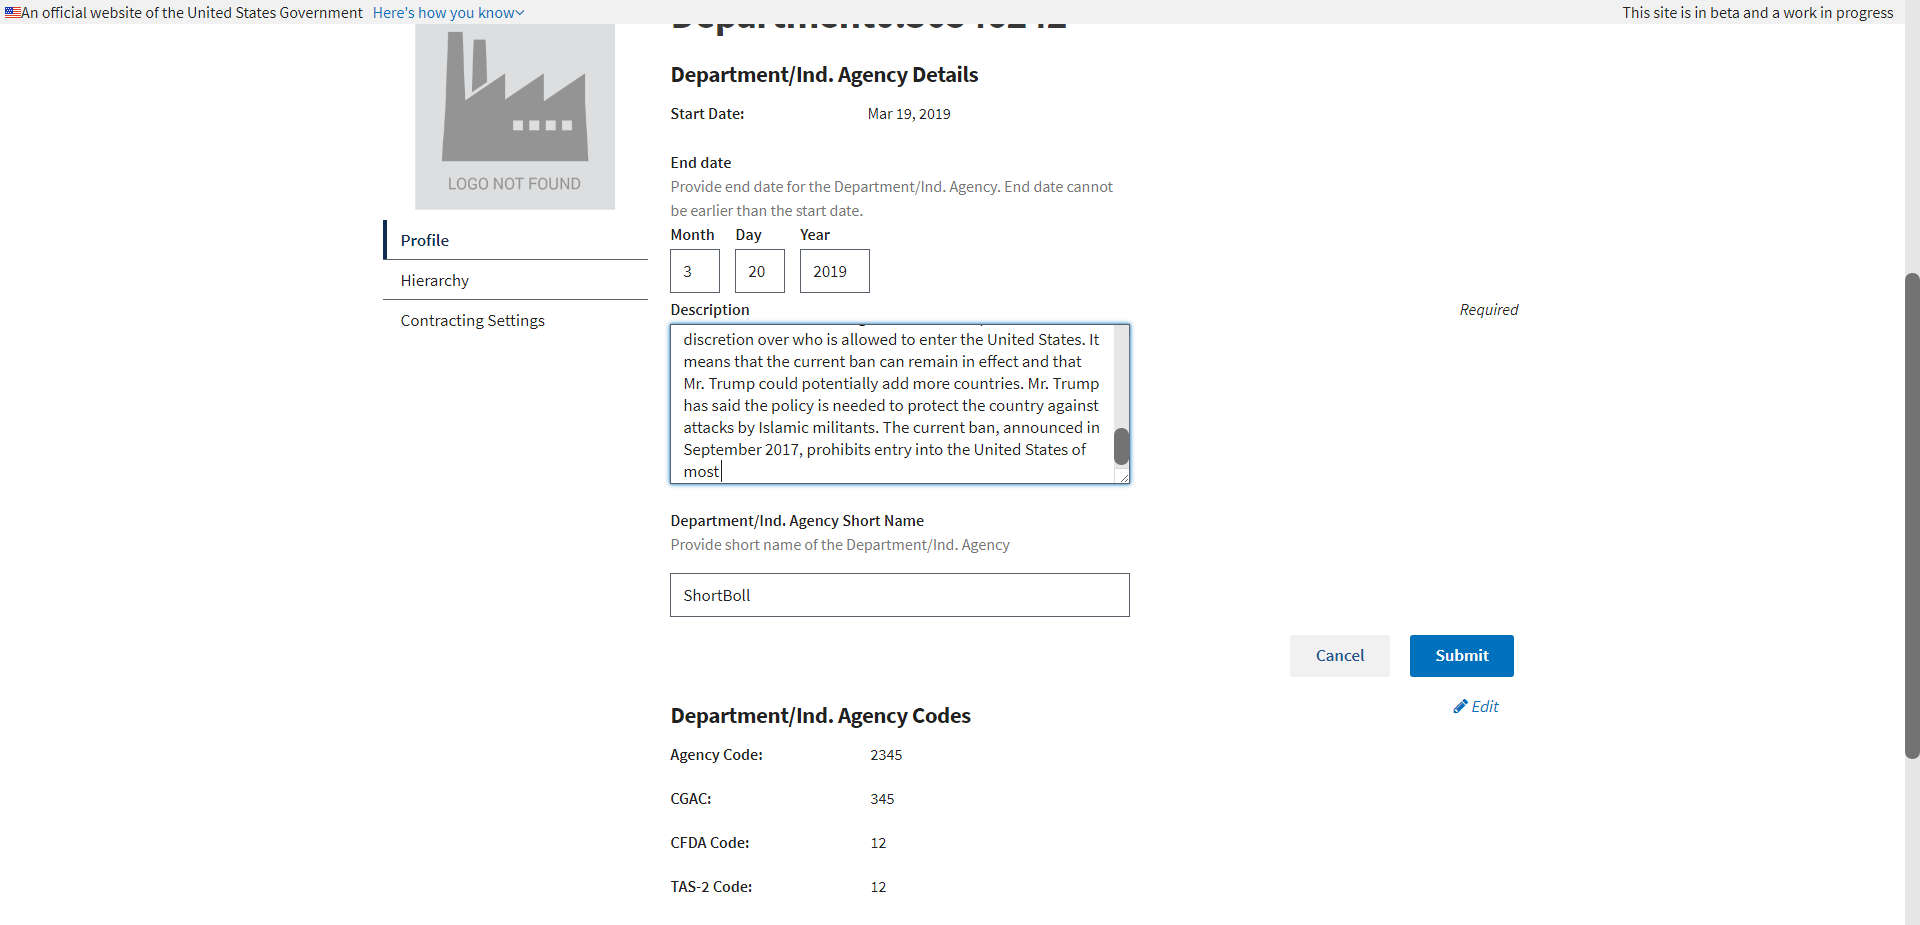 An official website of the United States Government Here's how you know
This site is in beta and a work in progress
LOGO NOT FOUND
Profile
Hierarchy
Contracting Settings
Department/Ind. Agency Details
Start Date: Mar 19, 2019
End date
Provide end date for the Department/Ind. Agency. End date cannot
be earlier than the start date.
Month Day Year
3 20 2019
Description Required
discretion over who is allowed to enter the United States. It
means that the current ban can remain in effect and that
Mr. Trump could potentially add more countries. Mr. Trump
has said the policy is needed to protect the country against
attacks by Islamic militants. The current ban, announced in
September 2017, prohibits entry into the United States of
most
Department/Ind. Agency Short Name
Provide short name of the Department/Ind. Agency
ShortBoll
Cancel Submit
Department/Ind. Agency Codes
Edit
Agency Code: 2345
CGAC: 345
CFDA Code: 12
TAS-2 Code: 12